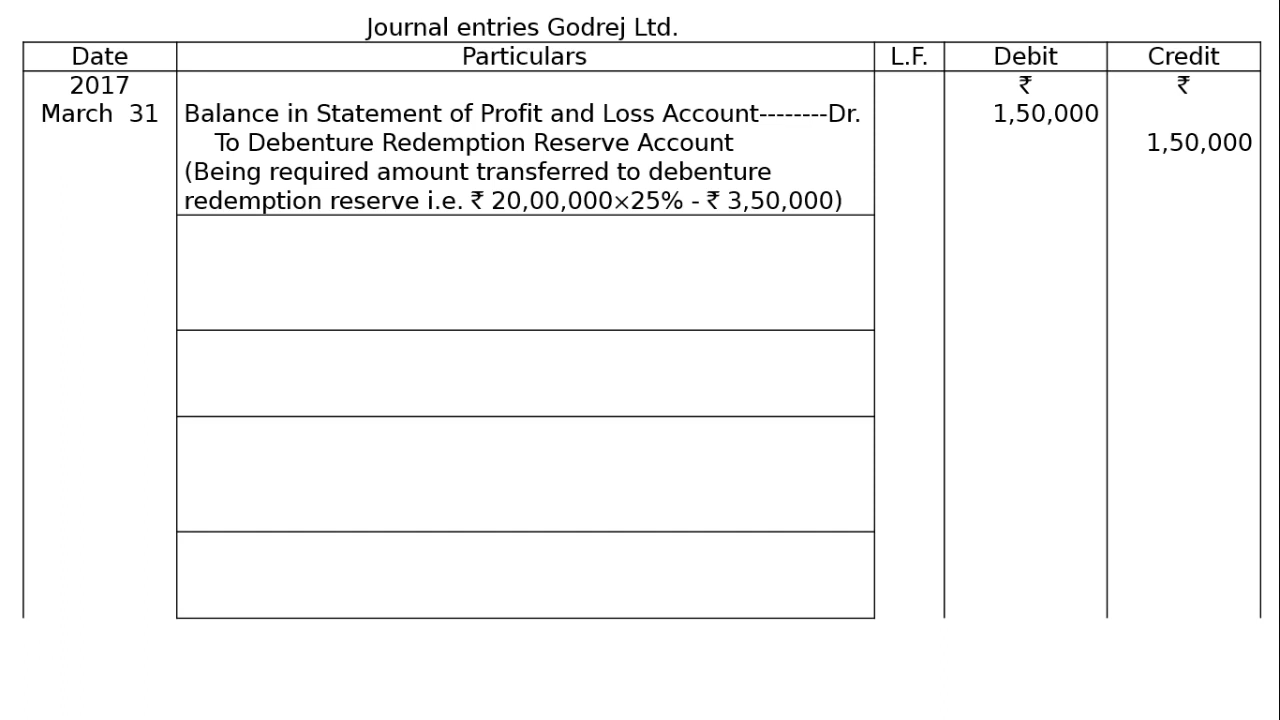 Journal entries Godrej Ltd.
Date Particulars L.F. Debit Credit
2017 ₹ ₹
March 31 Balance in Statement of Profit and Loss Account--------Dr. 1,50,000
To Debenture Redemption Reserve Account 1,50,000
(Being required amount transferred to debenture
redemption reserve i.e. ₹ 20,00,000×25% - ₹ 3,50,000)